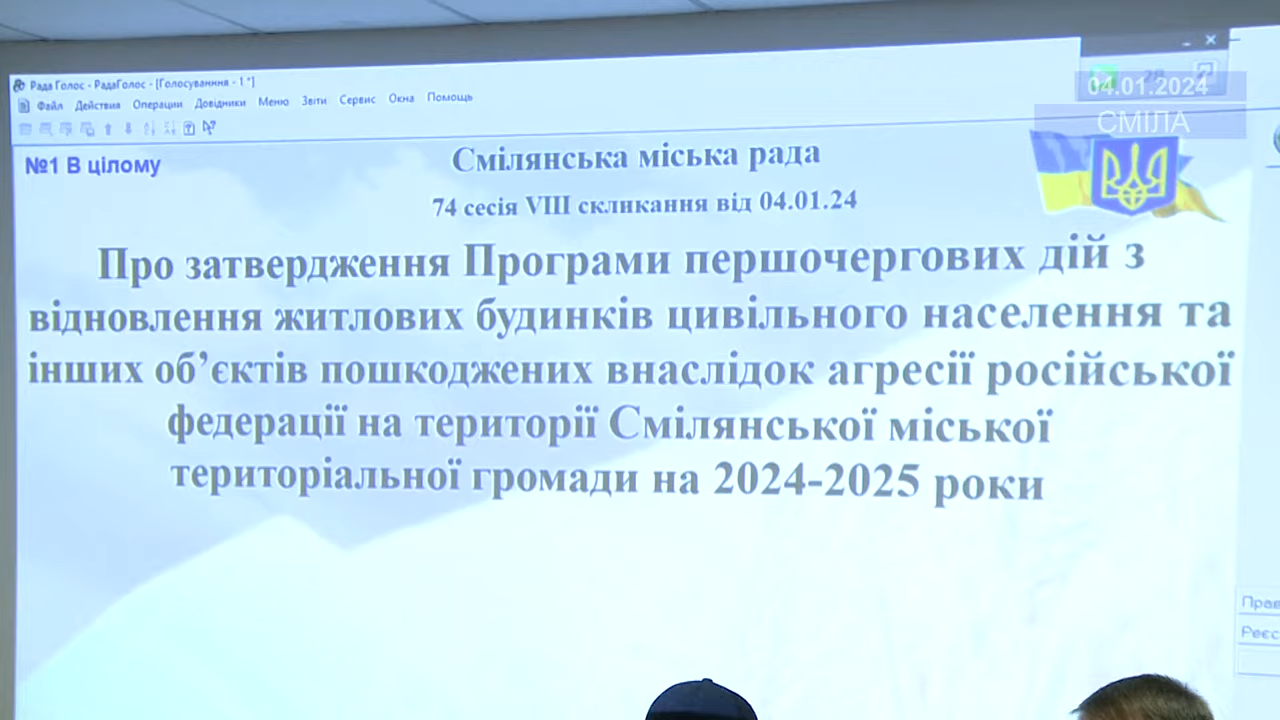 Рада Голос - РадаГолос - [Голосування - 1 *]
04.01.2024
Файл Действия Операции Довідники Меню Звіти Сервис Окна Помощь
СМІЛА
№1 В цілому
Смілянська міська рада
74 сесія VIII скликання від 04.01.24
Про затвердження Програми першочергових дій з
відновлення житлових будинків цивільного населення та
інших об’єктів пошкоджених внаслідок агресії російської
федерації на території Смілянської міської
територіальної громади на 2024-2025 роки